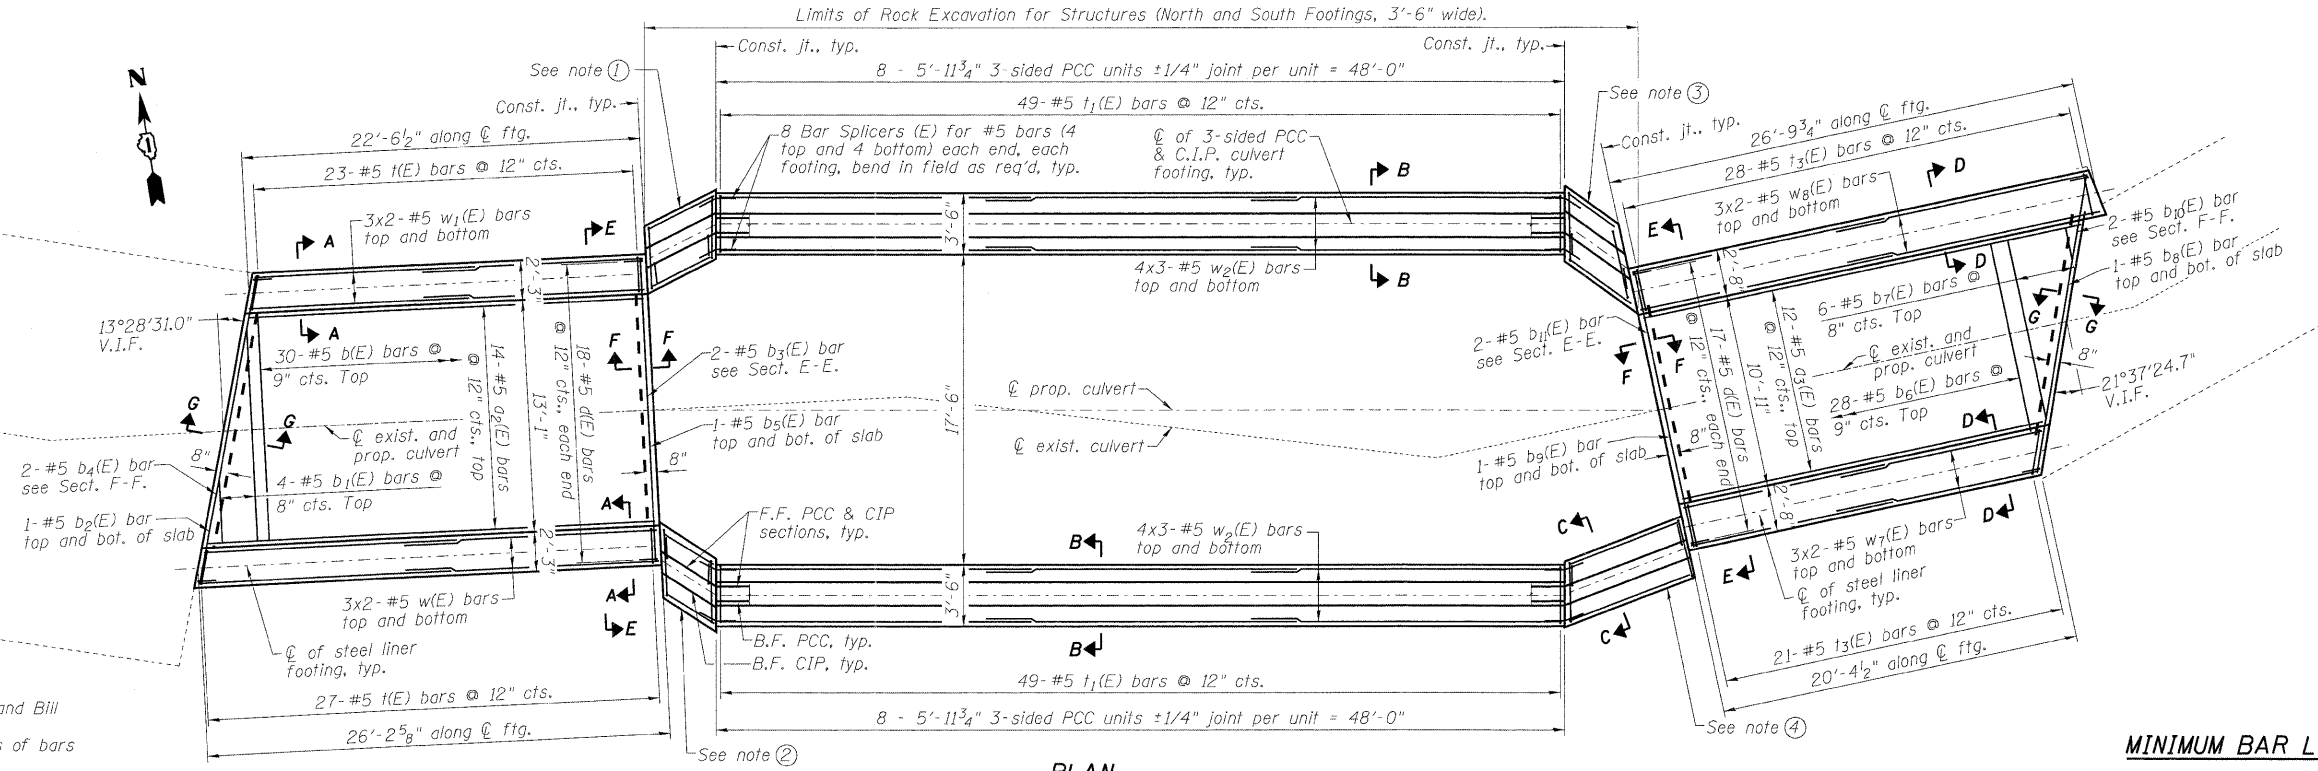 Limits of Rock Excavation for Structures (North and South Footings, 3'-6" wide).
Const. jt., typ.
Const. jt., typ.
See note ①
8 - 5'-11¾" 3-sided PCC units ±1/4" joint per unit = 48'-0"
N
Const. jt., typ.
49-#5 t₁(E) bars @ 12" cts.
See note ③
Const. jt., typ.
22'-6½" along ℄ ftg.
23-#5 t(E) bars @ 12" cts.
8 Bar Splicers (E) for #5 bars (4
top and 4 bottom) each end, each
footing, bend in field as req'd, typ.
℄ of 3-sided PCC
& C.I.P. culvert
footing, typ.
26'-9¾" along ℄ ftg.
28-#5 t₃(E) bars @ 12" cts.
3x2-#5 w₈(E) bars
top and bottom
3x2-#5 w₁(E) bars
top and bottom
A
E
B
D
E
2-#5 b₁₀(E) bar
see Sect. F-F.
1-#5 b₈(E) bar
top and bot. of slab
3'-6"
4x3-#5 w₂(E) bars
top and bottom
B
D
2'-3"
2'-8"
13°28'31.0"
V.I.F.
A
30-#5 b(E) bars @
9" cts. Top
14-#5 a₂(E) bars
@ 12" cts., top
13'-1"
18-#5 d(E) bars
@ 12" cts., each end
F
F
2-#5 b₃(E) bar
see Sect. E-E.
2-#5 b₁₁(E) bar
see Sect. E-E.
F
F
17-#5 d(E) bars
@ 12" cts., each end
10'-11"
12-#5 a₃(E) bars
@ 12" cts., top
6-#5 b₇(E) bars @
8" cts. Top
G
G
℄ exist. and
prop. culvert
8"
28-#5 b₆(E) bars @
9" cts. Top
21°37'24.7"
V.I.F.
℄ prop. culvert
17'-6"
℄ exist. culvert
G
G
℄ exist. and
prop. culvert
1-#5 b₅(E) bar
top and bot. of slab
8"
8"
2-#5 b₄(E) bar
see Sect. F-F.
4-#5 b₁(E) bars @
8" cts. Top
1-#5 b₂(E) bar
top and bot. of slab
1-#5 b₉(E) bar
top and bot. of slab
8"
D
A
F.F. PCC & CIP
sections, typ.
B
4x3-#5 w₂(E) bars
top and bottom
C
2'-8"
D
2'-3"
3x2-#5 w(E) bars
top and bottom
A
E
3'-6"
E
3x2-#5 w₇(E) bars
top and bottom
℄ of steel liner
footing, typ.
℄ of steel liner
footing, typ.
B.F. PCC, typ.
B.F. CIP, typ.
B
C
27-#5 t(E) bars @ 12" cts.
49-#5 t₁(E) bars @ 12" cts.
21-#5 t₃(E) bars @ 12" cts.
20'-4½" along ℄ ftg.
and Bill
26'-2⅝" along ℄ ftg.
8 - 5'-11¾" 3-sided PCC units ±1/4" joint per unit = 48'-0"
See note ②
See note ④
of bars
PLAN
MINIMUM BAR L